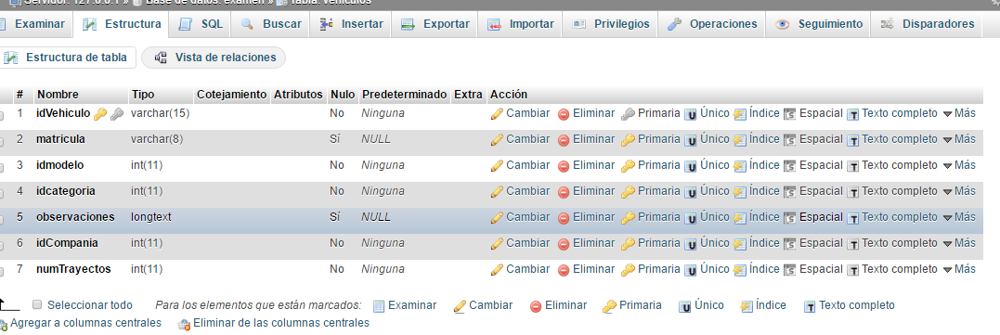 Servidor: 127.0.0.1 » Base de datos: examen » Tabla: vehiculos
Examinar Estructura SQL Buscar Insertar Exportar Importar Privilegios Operaciones Seguimiento Disparadores
Estructura de tabla Vista de relaciones
# Nombre Tipo Cotejamiento Atributos Nulo Predeterminado Extra Acción
1 idVehiculo varchar(15) No Ninguna Cambiar Eliminar Primaria Único Índice Espacial Texto completo Más
2 matricula varchar(8) Sí NULL Cambiar Eliminar Primaria Único Índice Espacial Texto completo Más
3 idmodelo int(11) No Ninguna Cambiar Eliminar Primaria Único Índice Espacial Texto completo Más
4 idcategoria int(11) No Ninguna Cambiar Eliminar Primaria Único Índice Espacial Texto completo Más
5 observaciones longtext Sí NULL Cambiar Eliminar Primaria Único Índice Espacial Texto completo Más
6 idCompania int(11) No Ninguna Cambiar Eliminar Primaria Único Índice Espacial Texto completo Más
7 numTrayectos int(11) No Ninguna Cambiar Eliminar Primaria Único Índice Espacial Texto completo Más
Seleccionar todo Para los elementos que están marcados: Examinar Cambiar Eliminar Primaria Único Índice Texto completo
Agregar a columnas centrales Eliminar de las columnas centrales